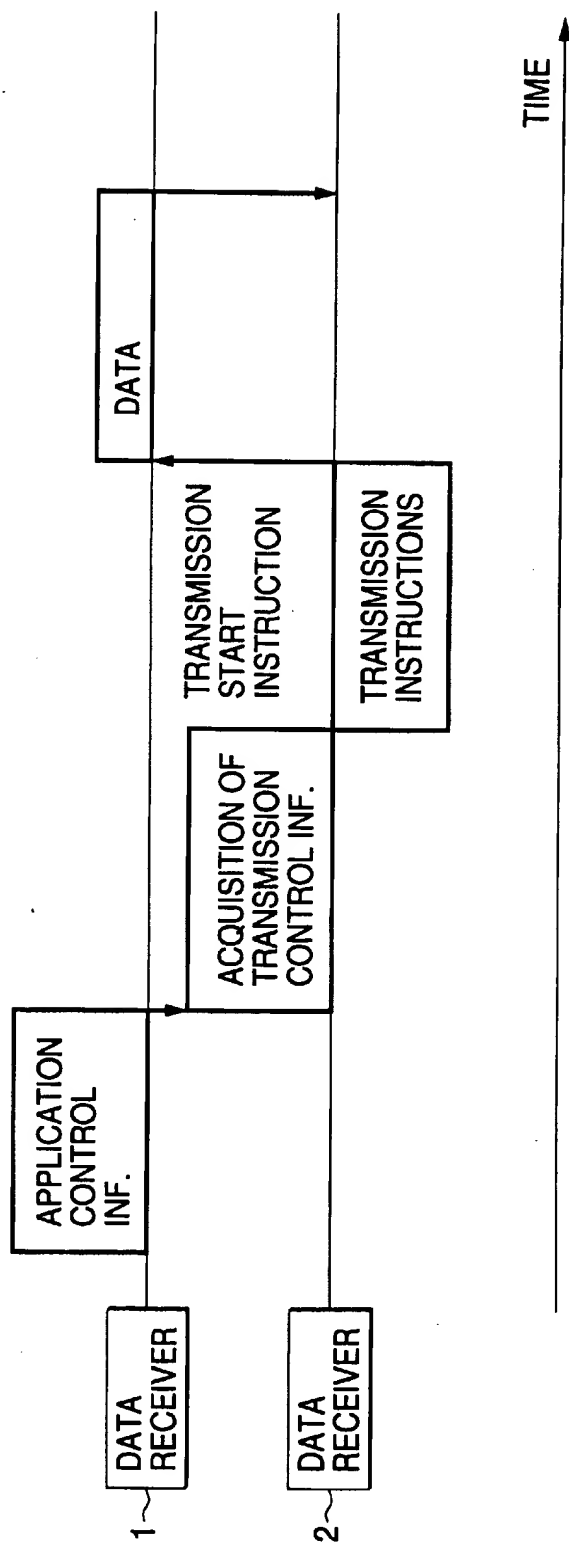 1
DATA
RECEIVER
2
DATA
RECEIVER
APPLICATION
CONTROL
INF.
ACQUISITION OF
TRANSMISSION
CONTROL INF.
TRANSMISSION
START
INSTRUCTION
TRANSMISSION
INSTRUCTIONS
DATA
TIME